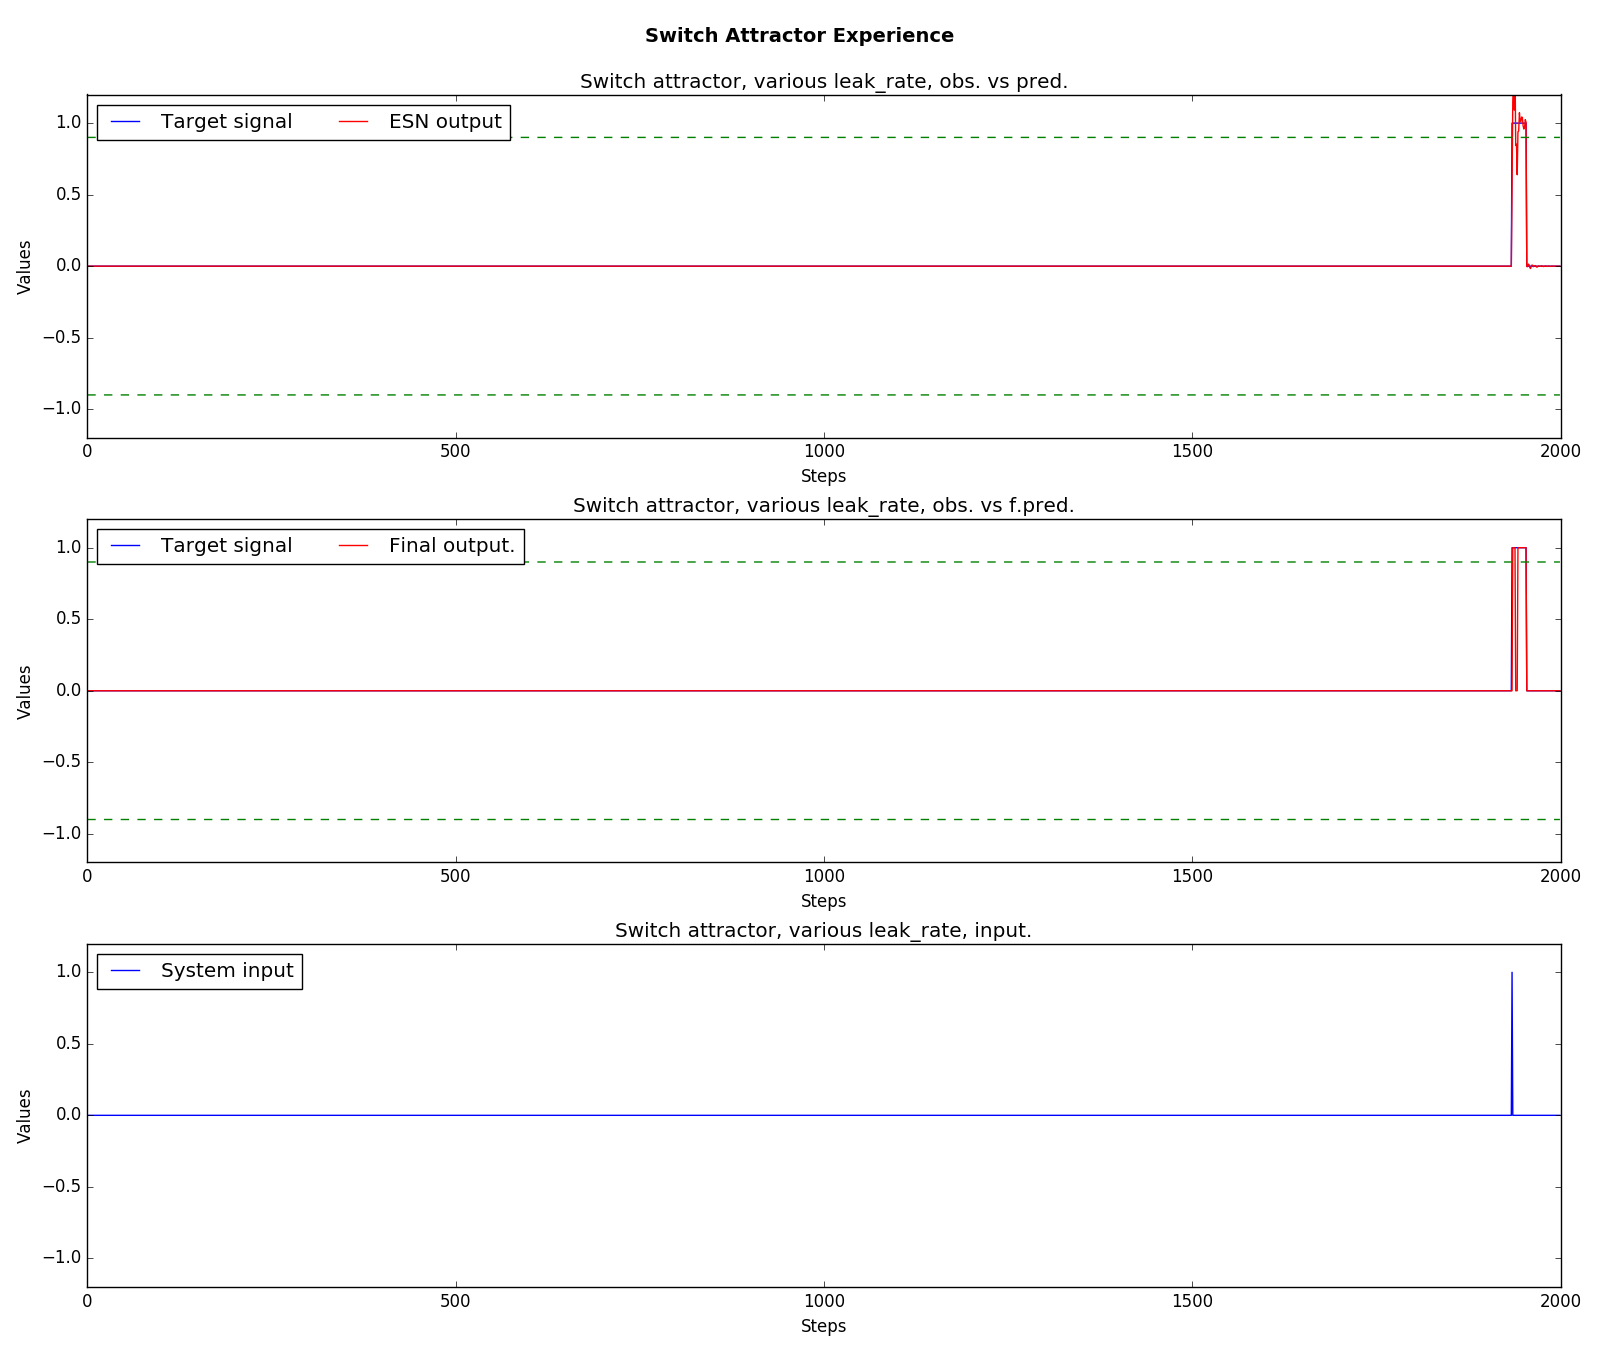 Switch Attractor Experience
Switch attractor, various leak_rate, obs. vs pred.
Target signal ESN output
1.0
0.5
0.0
−0.5
−1.0
Values
0 500 1000 1500 2000
Steps
Switch attractor, various leak_rate, obs. vs f.pred.
Target signal Final output.
1.0
0.5
0.0
−0.5
−1.0
Values
0 500 1000 1500 2000
Steps
Switch attractor, various leak_rate, input.
System input
1.0
0.5
0.0
−0.5
−1.0
Values
0 500 1000 1500 2000
Steps